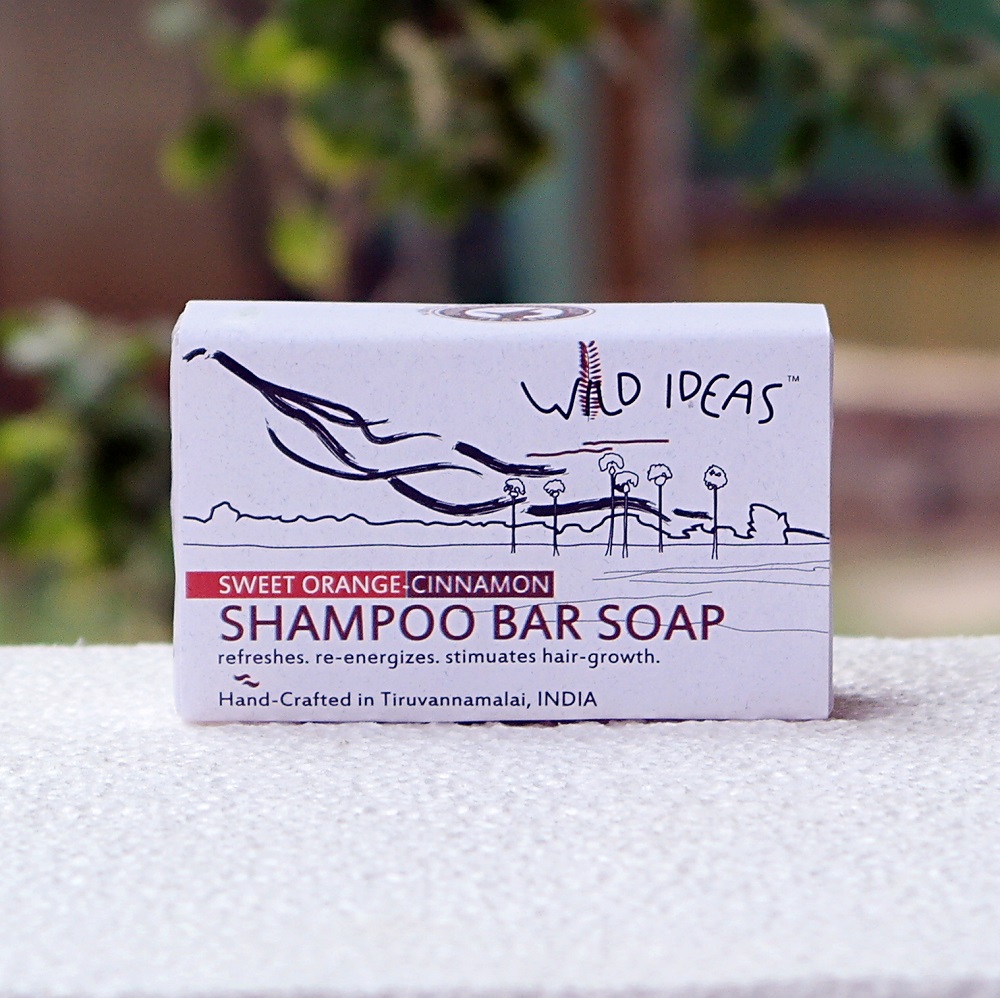 WILD IDEAS™
SWEET ORANGE-CINNAMON
SHAMPOO BAR SOAP
refreshes. re-energizes. stimuates hair-growth.
Hand-Crafted in Tiruvannamalai, INDIA